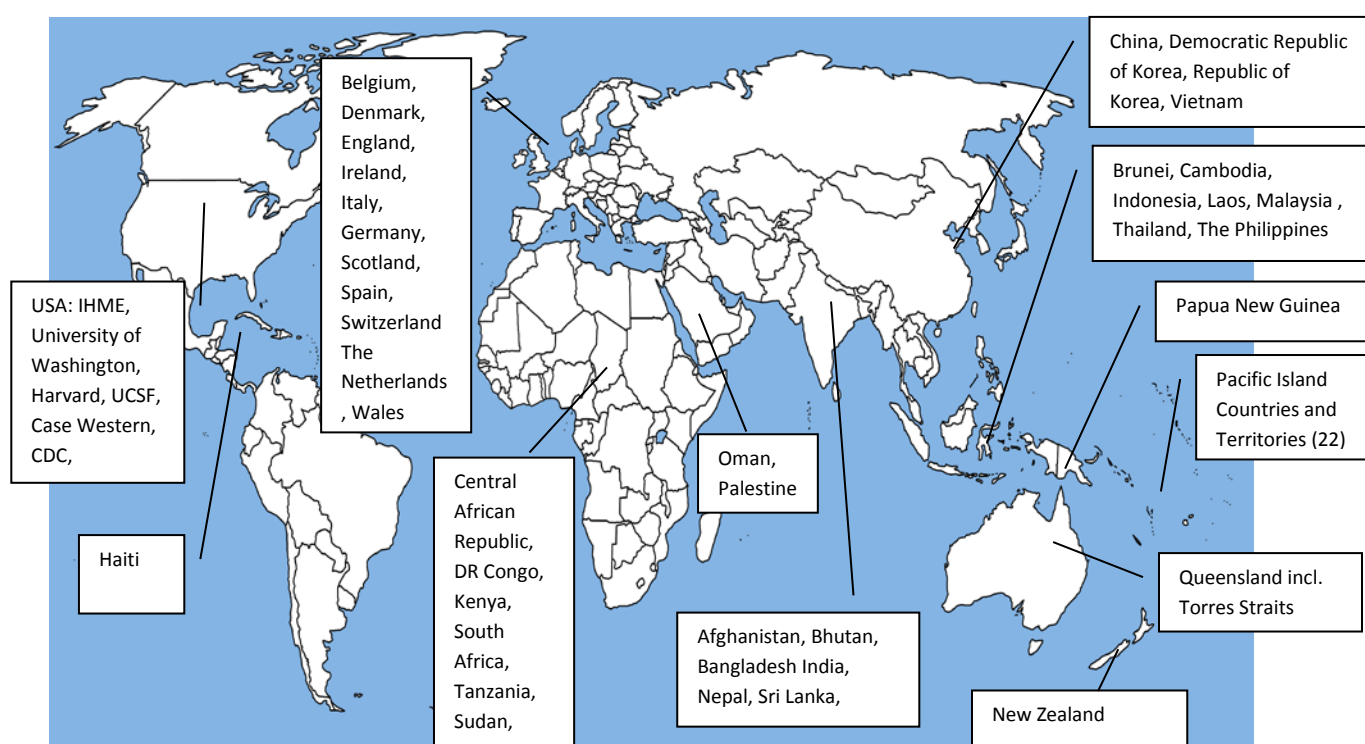 Belgium,
Denmark,
England,
Ireland,
Italy,
Germany,
Scotland,
Spain,
Switzerland
The
Netherlands
, Wales
China, Democratic Republic
of Korea, Republic of
Korea, Vietnam
Brunei, Cambodia,
Indonesia, Laos, Malaysia ,
Thailand, The Philippines
USA: IHME,
University of
Washington,
Harvard, UCSF,
Case Western,
CDC,
Papua New Guinea
Pacific Island
Countries and
Territories (22)
Haiti
Central
African
Republic,
DR Congo,
Kenya,
South
Africa,
Tanzania,
Sudan,
Oman,
Palestine
Afghanistan, Bhutan,
Bangladesh India,
Nepal, Sri Lanka,
Queensland incl.
Torres Straits
New Zealand